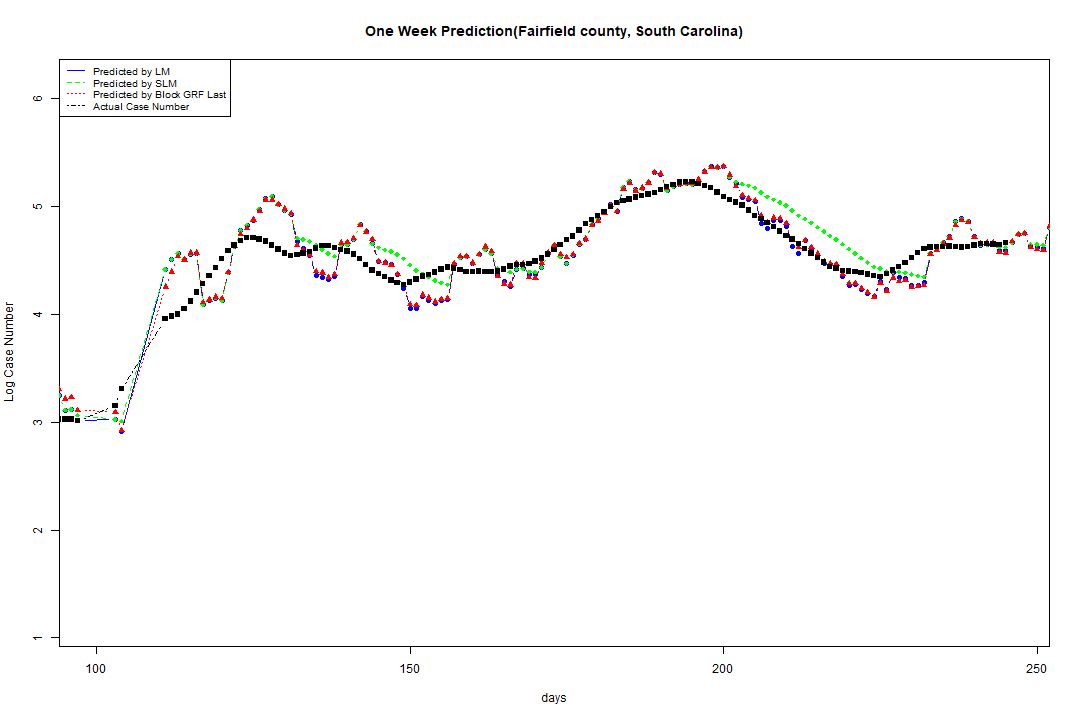 One Week Prediction(Fairfield county, South Carolina)
Predicted by LM
Predicted by SLM
Predicted by Block GRF Last
Actual Case Number
6
5
4
3
2
1
Log Case Number
100
150
200
250
days